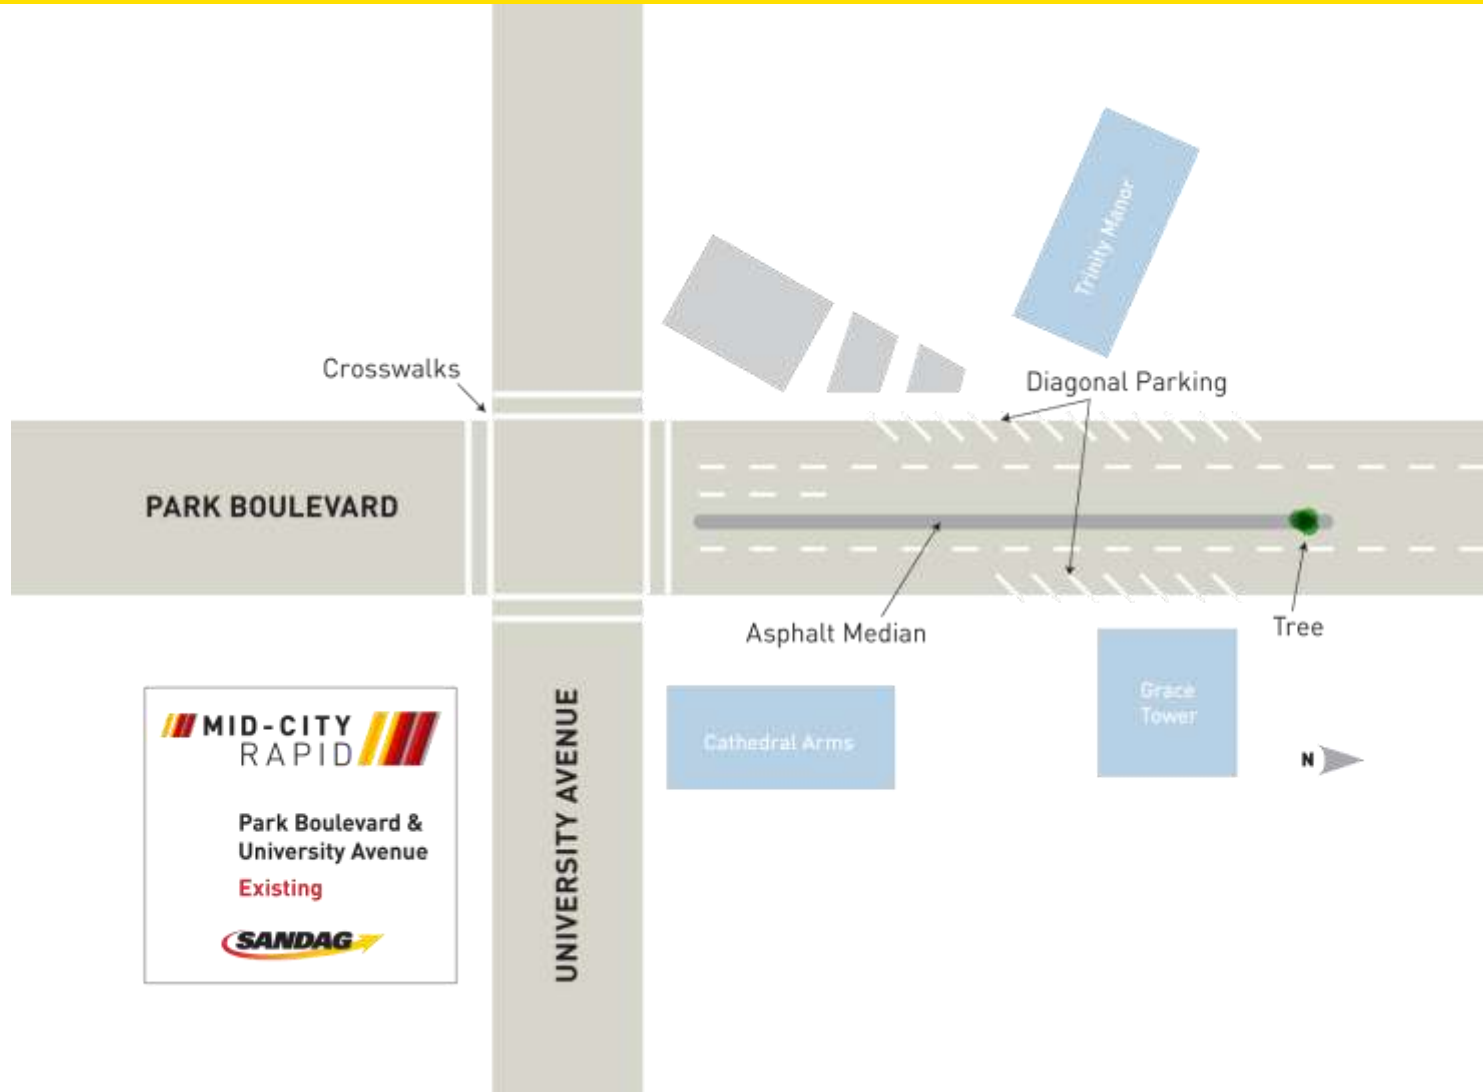 Trinity Manor
Crosswalks
Diagonal Parking
PARK BOULEVARD
Asphalt Median
Tree
MID-CITY
RAPID
Park Boulevard &
University Avenue
Existing
SANDAG
UNIVERSITY AVENUE
Cathedral Arms
Grace
Tower
N